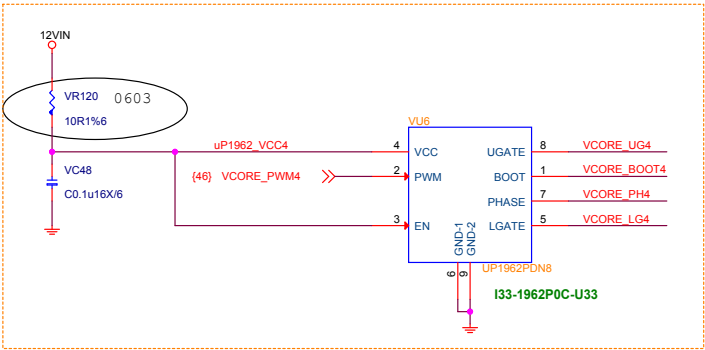 12VIN
VR120 0603
10R1%6
VC48
C0.1u16X/6
uP1962_VCC4
{46} VCORE_PWM4
VU6
4 VCC UGATE 8 VCORE_UG4
2 PWM BOOT 1 VCORE_BOOT4
PHASE 7 VCORE_PH4
3 EN LGATE 5 VCORE_LG4
GND-1
GND-2
6
9
UP1962PDN8
I33-1962P0C-U33